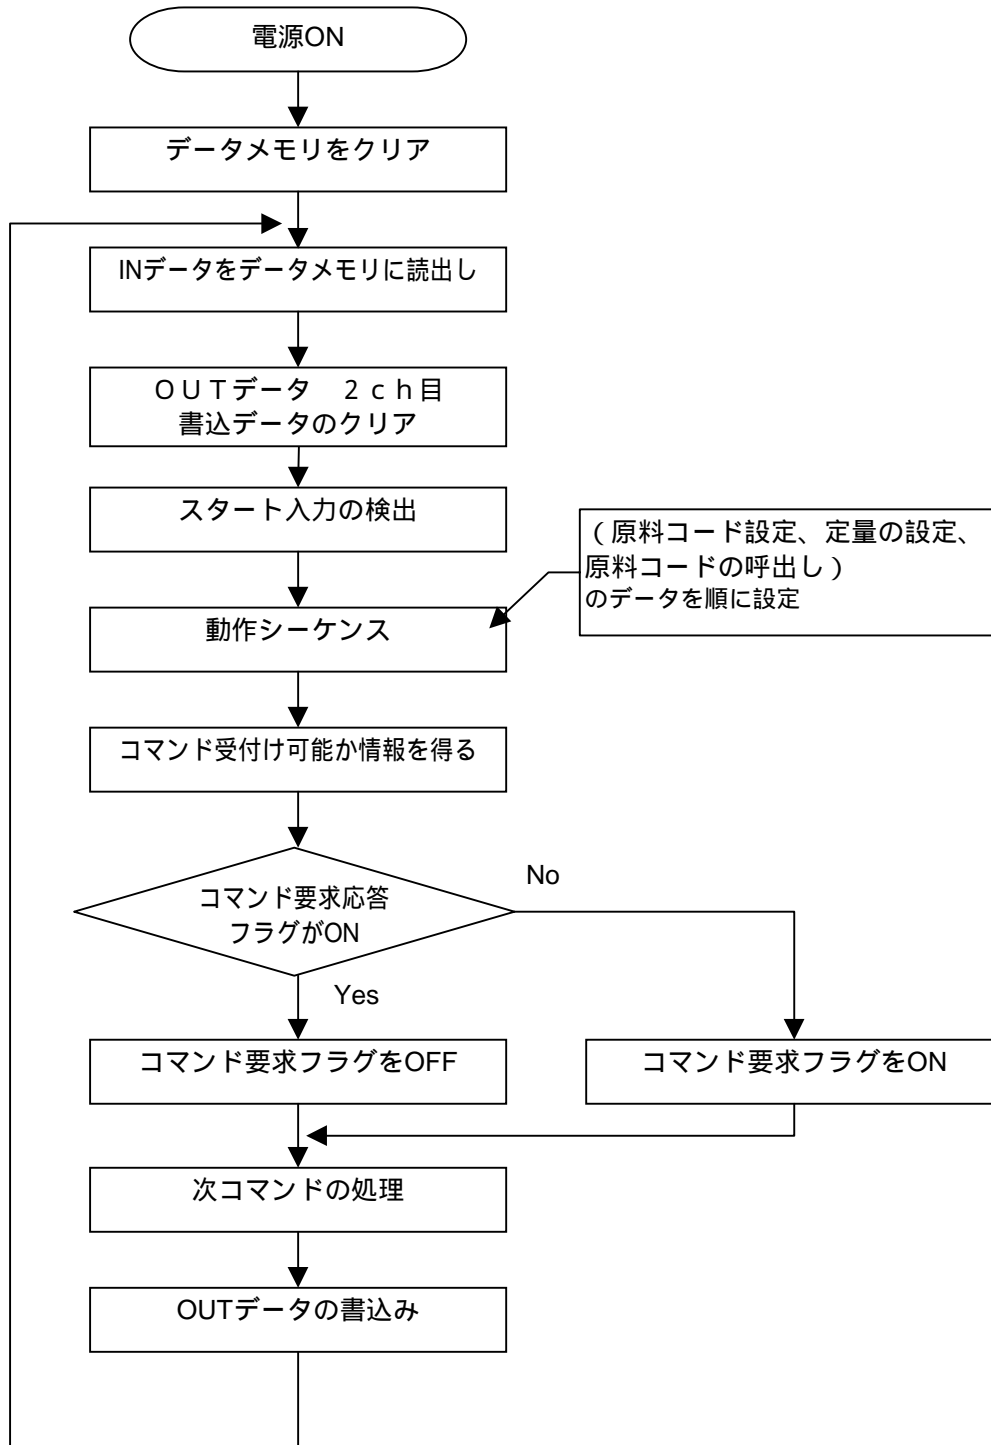 電源ON
データメモリをクリア
INデータをデータメモリに読出し
OUTデータ　2ch目
書込データのクリア
スタート入力の検出
(原料コード設定、定量の設定、
原料コードの呼出し)
のデータを順に設定
動作シーケンス
コマンド受付け可能か情報を得る
コマンド要求応答
フラグがON
No
Yes
コマンド要求フラグをOFF
コマンド要求フラグをON
次コマンドの処理
OUTデータの書込み